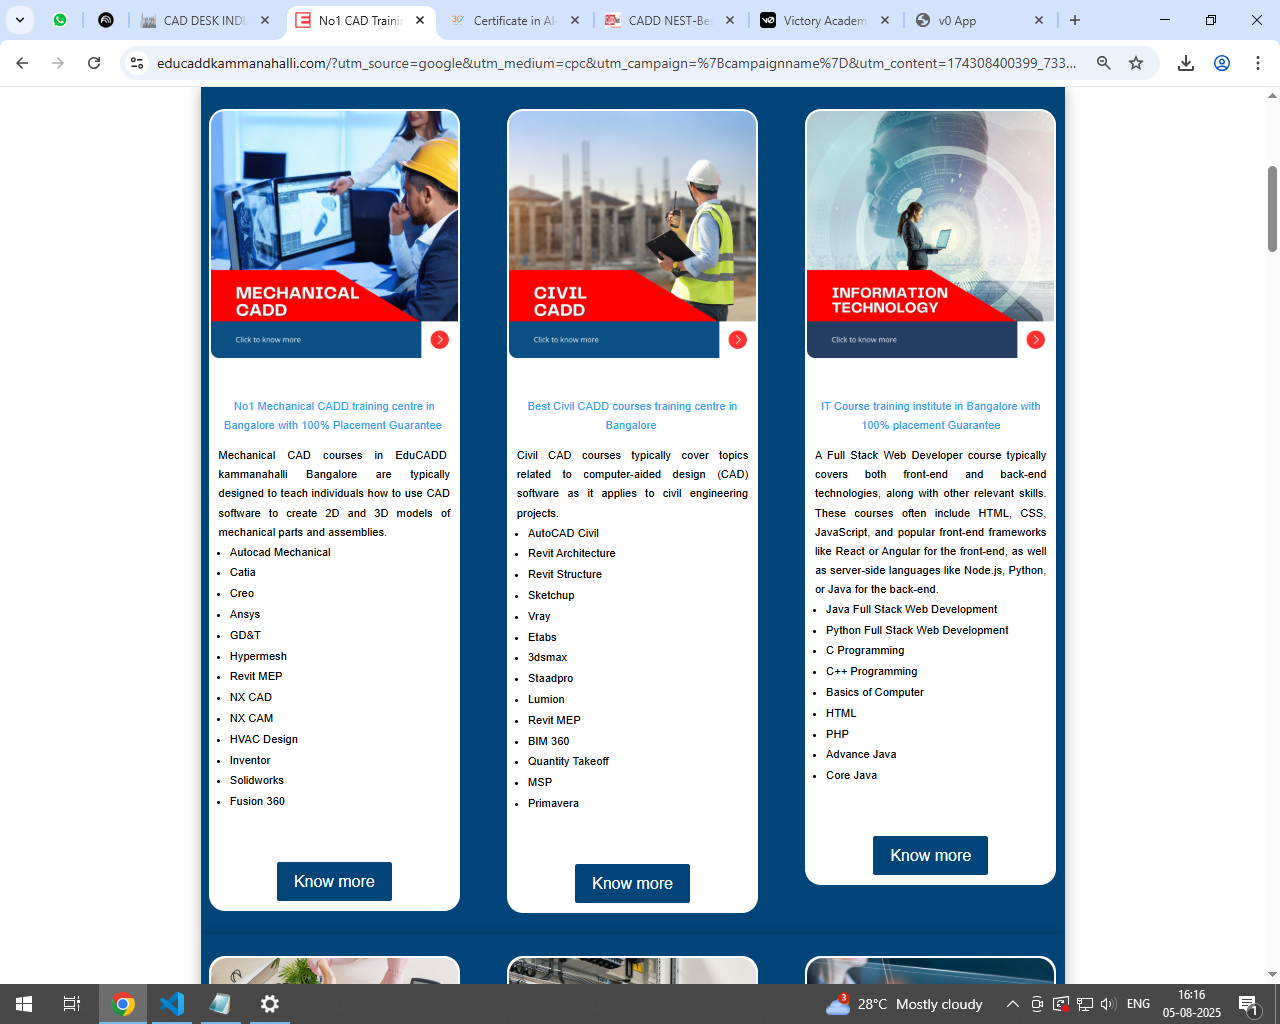 CAD DESK INDI
No1 CAD Trainin
Certificate in A
CADD NEST-Be
Victory Academ
v0 App
educaddkammanahalli.com/?utm_source=google&utm_medium=cpc&utm_campaign=%7Bcampaignname%7D&utm_content=174308400399_733...
MECHANICAL
CADD
Click to know more
No1 Mechanical CADD training centre in
Bangalore with 100% Placement Guarantee
Mechanical CAD courses in EduCADD
kammanahalli Bangalore are typically
designed to teach individuals how to use CAD
software to create 2D and 3D models of
mechanical parts and assemblies.
• Autocad Mechanical
• Catia
• Creo
• Ansys
• GD&T
• Hypermesh
• Revit MEP
• NX CAD
• NX CAM
• HVAC Design
• Inventor
• Solidworks
• Fusion 360
Know more
CIVIL
CADD
Click to know more
Best Civil CADD courses training centre in
Bangalore
Civil CAD courses typically cover topics
related to computer-aided design (CAD)
software as it applies to civil engineering
projects.
• AutoCAD Civil
• Revit Architecture
• Revit Structure
• Sketchup
• Vray
• Etabs
• 3dsmax
• Staadpro
• Lumion
• Revit MEP
• BIM 360
• Quantity Takeoff
• MSP
• Primavera
Know more
INFORMATION
TECHNOLOGY
Click to know more
IT Course training institute in Bangalore with
100% placement Guarantee
A Full Stack Web Developer course typically
covers both front-end and back-end
technologies, along with other relevant skills.
These courses often include HTML, CSS,
JavaScript, and popular front-end frameworks
like React or Angular for the front-end, as well
as server-side languages like Node.js, Python,
or Java for the back-end.
• Java Full Stack Web Development
• Python Full Stack Web Development
• C Programming
• C++ Programming
• Basics of Computer
• HTML
• PHP
• Advance Java
• Core Java
Know more
3
28°C Mostly cloudy
ENG
16:16
05-08-2025
1